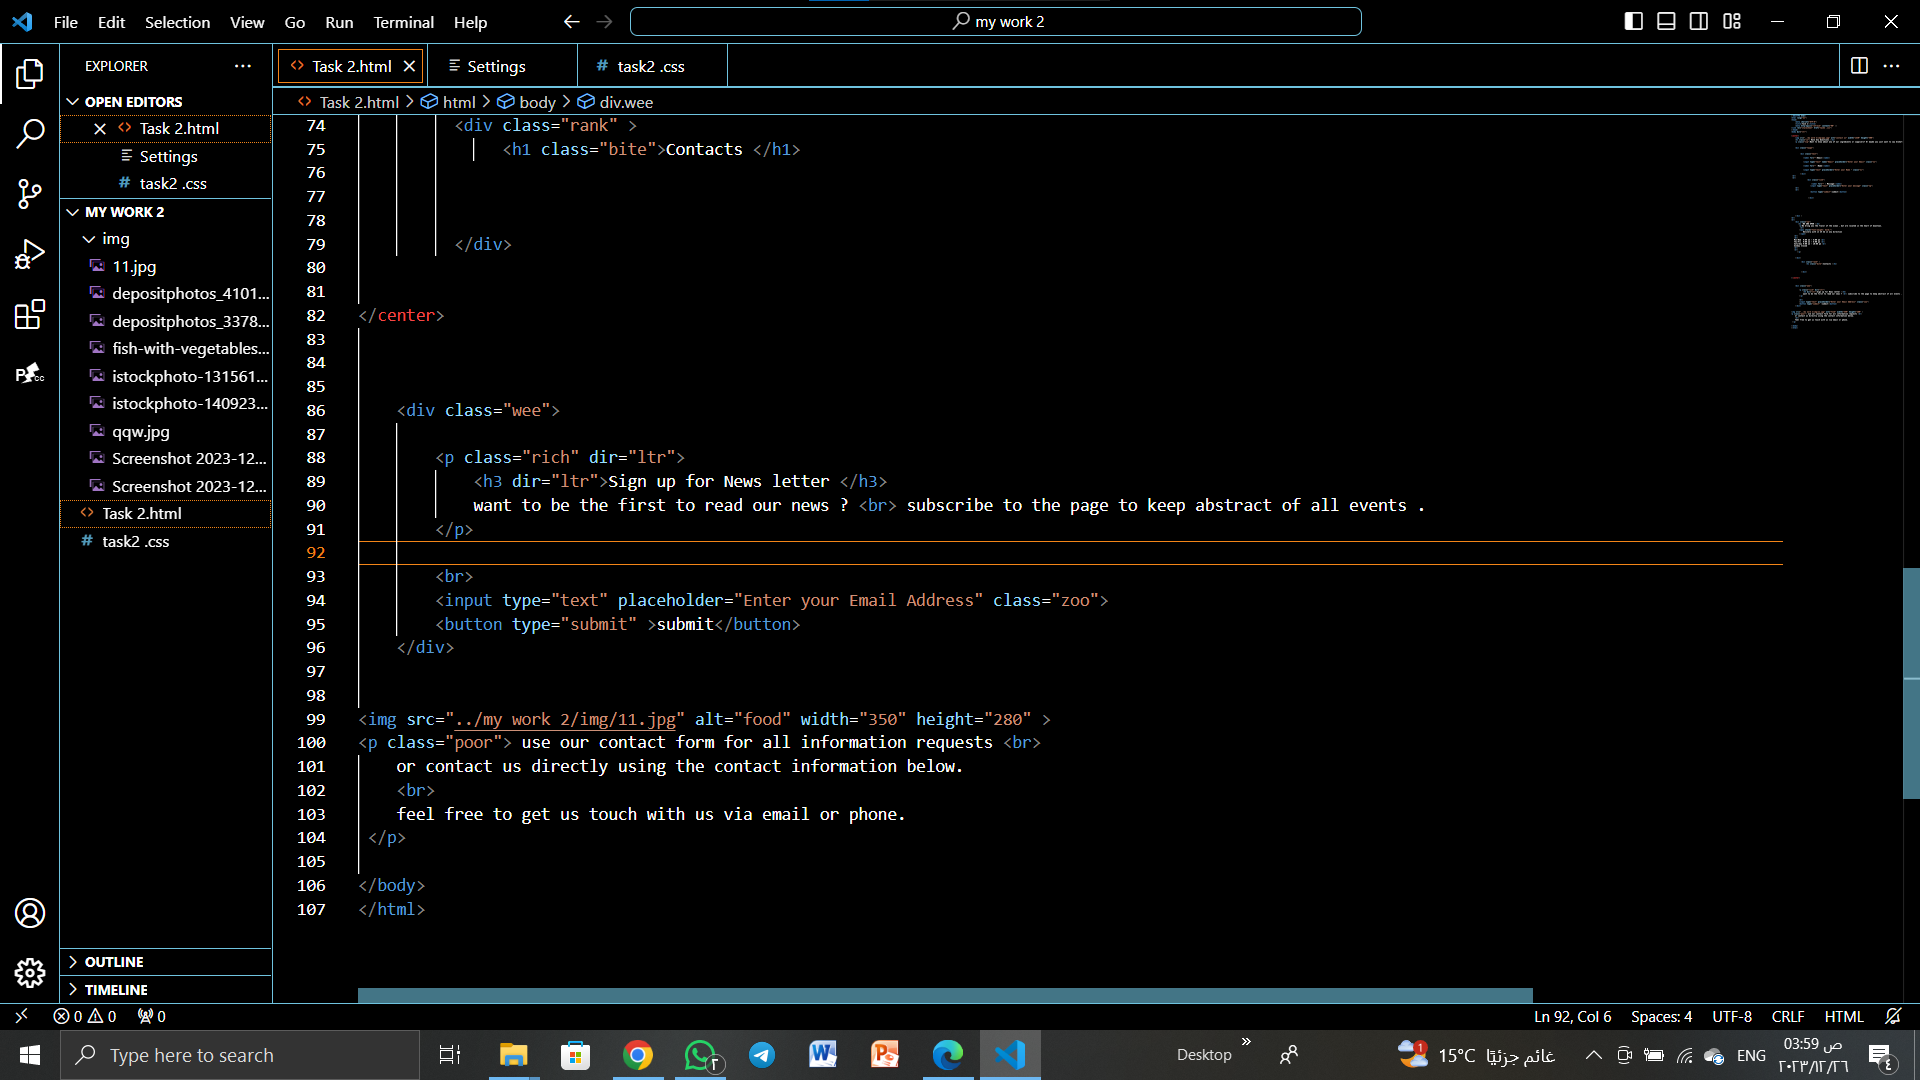 File Edit Selection View Go Run Terminal Help
my work 2
EXPLORER
Task 2.html
Settings
# task2 .css
OPEN EDITORS
Task 2.html > html > body > div.wee
Task 2.html
Settings
# task2 .css
MY WORK 2
img
11.jpg
depositphotos_4101...
depositphotos_3378...
fish-with-vegetables...
istockphoto-131561...
istockphoto-140923...
qqw.jpg
Screenshot 2023-12...
Screenshot 2023-12...
Task 2.html
# task2 .css
OUTLINE
TIMELINE
74 <div class="rank" >
75 <h1 class="bite">Contacts </h1>
76
77
78
79 </div>
80
81
82 </center>
83
84
85
86 <div class="wee">
87
88 <p class="rich" dir="ltr">
89 <h3 dir="ltr">Sign up for News letter </h3>
90 want to be the first to read our news ? <br> subscribe to the page to keep abstract of all events .
91 </p>
92
93 <br>
94 <input type="text" placeholder="Enter your Email Address" class="zoo">
95 <button type="submit" >submit</button>
96 </div>
97
98
99 <img src="../my work 2/img/11.jpg" alt="food" width="350" height="280" >
100 <p class="poor"> use our contact form for all information requests <br>
101 or contact us directly using the contact information below.
102 <br>
103 feel free to get us touch with us via email or phone.
104 </p>
105
106 </body>
107 </html>
0 0 0
Ln 92, Col 6 Spaces: 4 UTF-8 CRLF HTML
Type here to search
٢
Desktop
1
15°C غائم جزئيًا
ENG
03:59 ص
٢٠٢٣/١٢/٢٦
٤